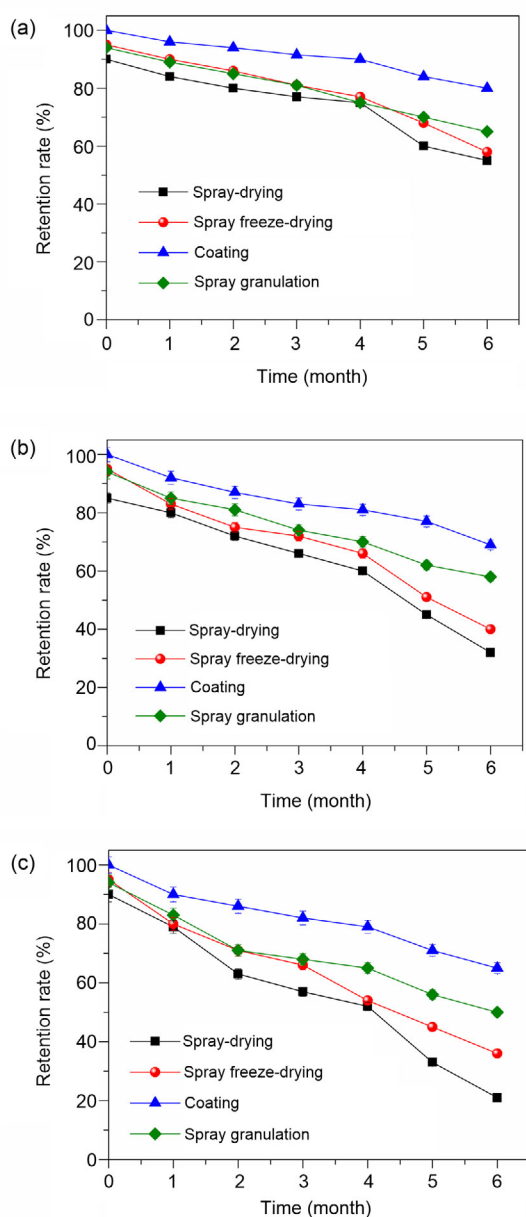 (a)
100
80
60
40
20
0
Retention rate (%)
Spray-drying
Spray freeze-drying
Coating
Spray granulation
0 1 2 3 4 5 6
Time (month)
(b)
100
80
60
40
20
0
Retention rate (%)
Spray-drying
Spray freeze-drying
Coating
Spray granulation
0 1 2 3 4 5 6
Time (month)
(c)
100
80
60
40
20
0
Retention rate (%)
Spray-drying
Spray freeze-drying
Coating
Spray granulation
0 1 2 3 4 5 6
Time (month)